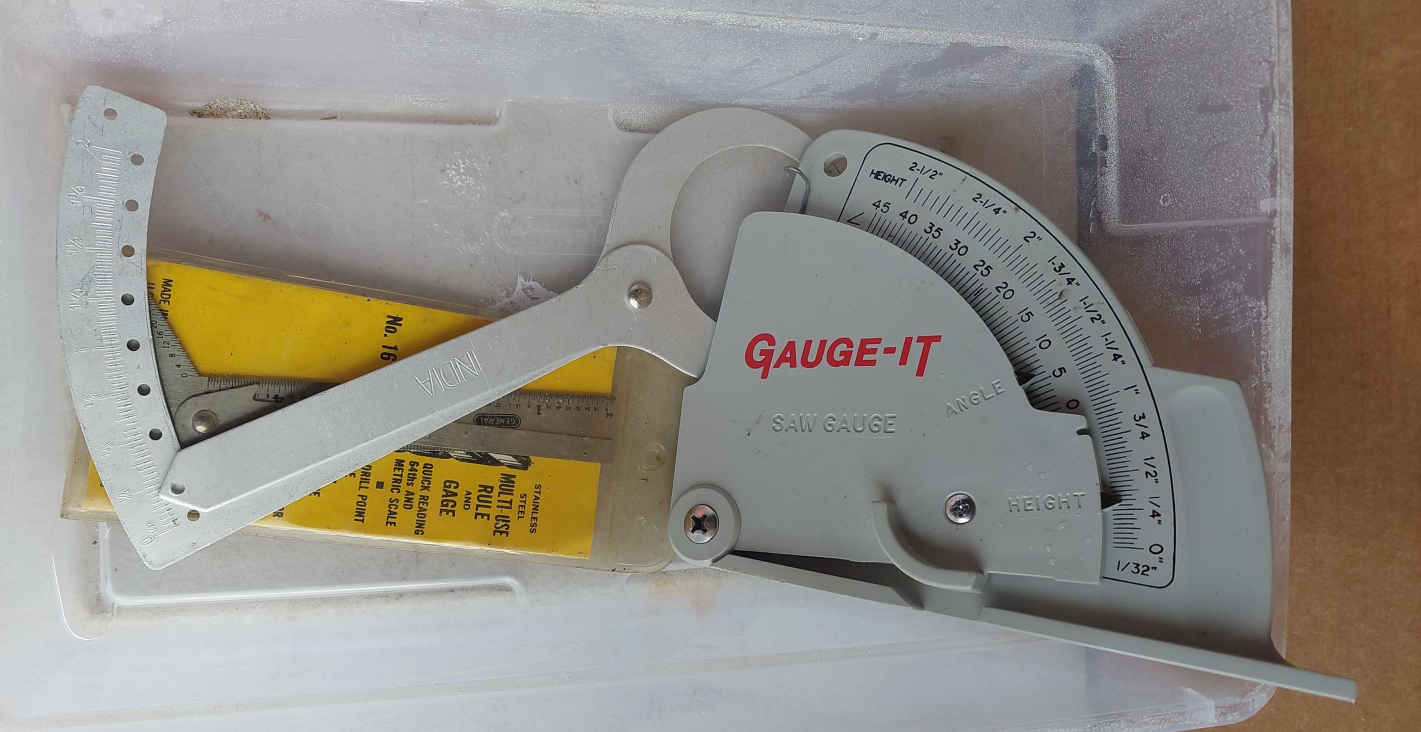 GAUGE-IT
SAW GAUGE
ANGLE
HEIGHT
HEIGHT
2-1/2"
2-1/4"
2"
1-3/4"
1-1/2"
1-1/4"
1"
3/4
1/2"
1/4"
0"
1/32"
45 40 35 30 25 20 15 10 5 0
INDIA
MADE
No. 16
STAINLESS
STEEL
MULTI-USE
RULE
AND
GAGE
QUICK READING
64ths AND
METRIC SCALE
DRILL POINT
GENERAL
1